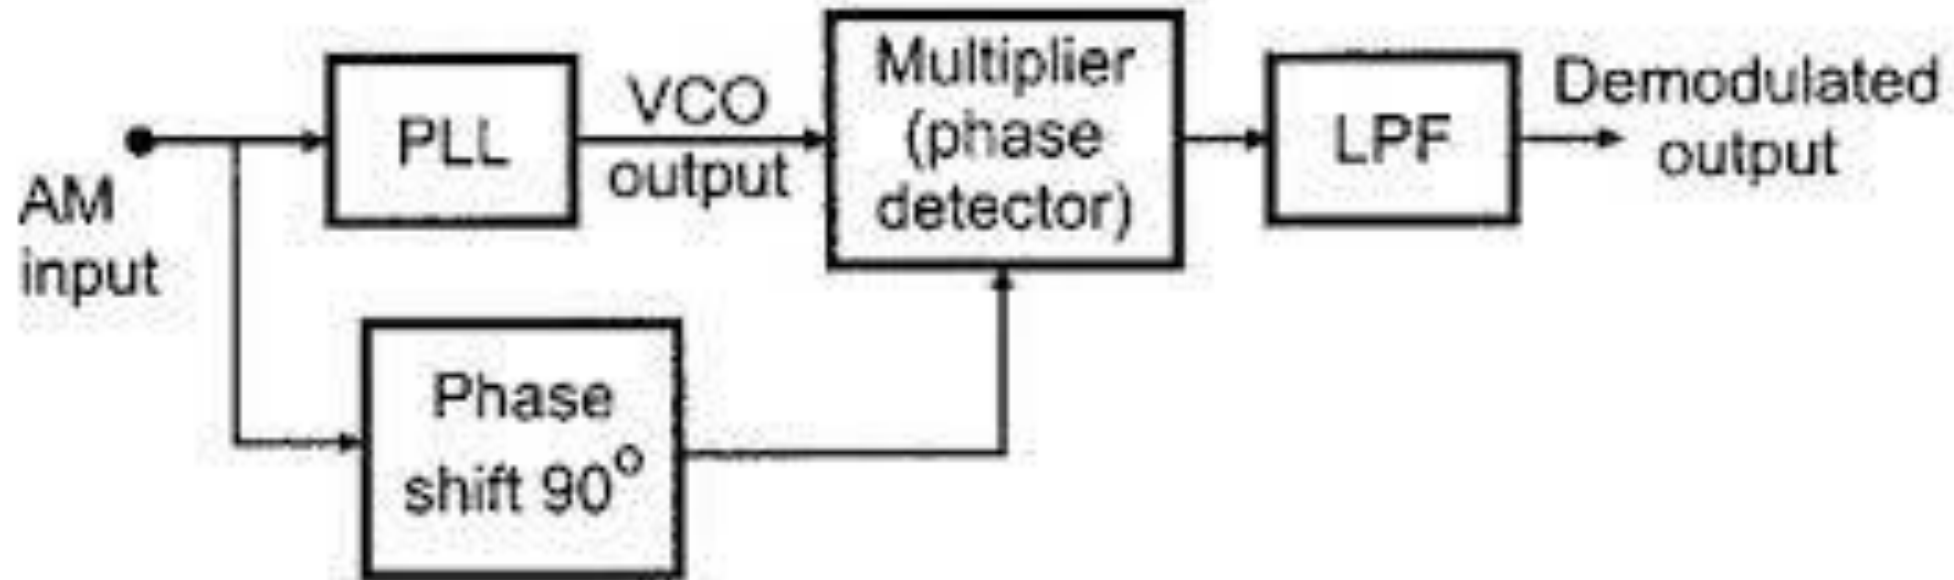 AM
input
PLL
VCO
output
Multiplier
(phase
detector)
LPF
Demodulated
output
Phase
shift 90°